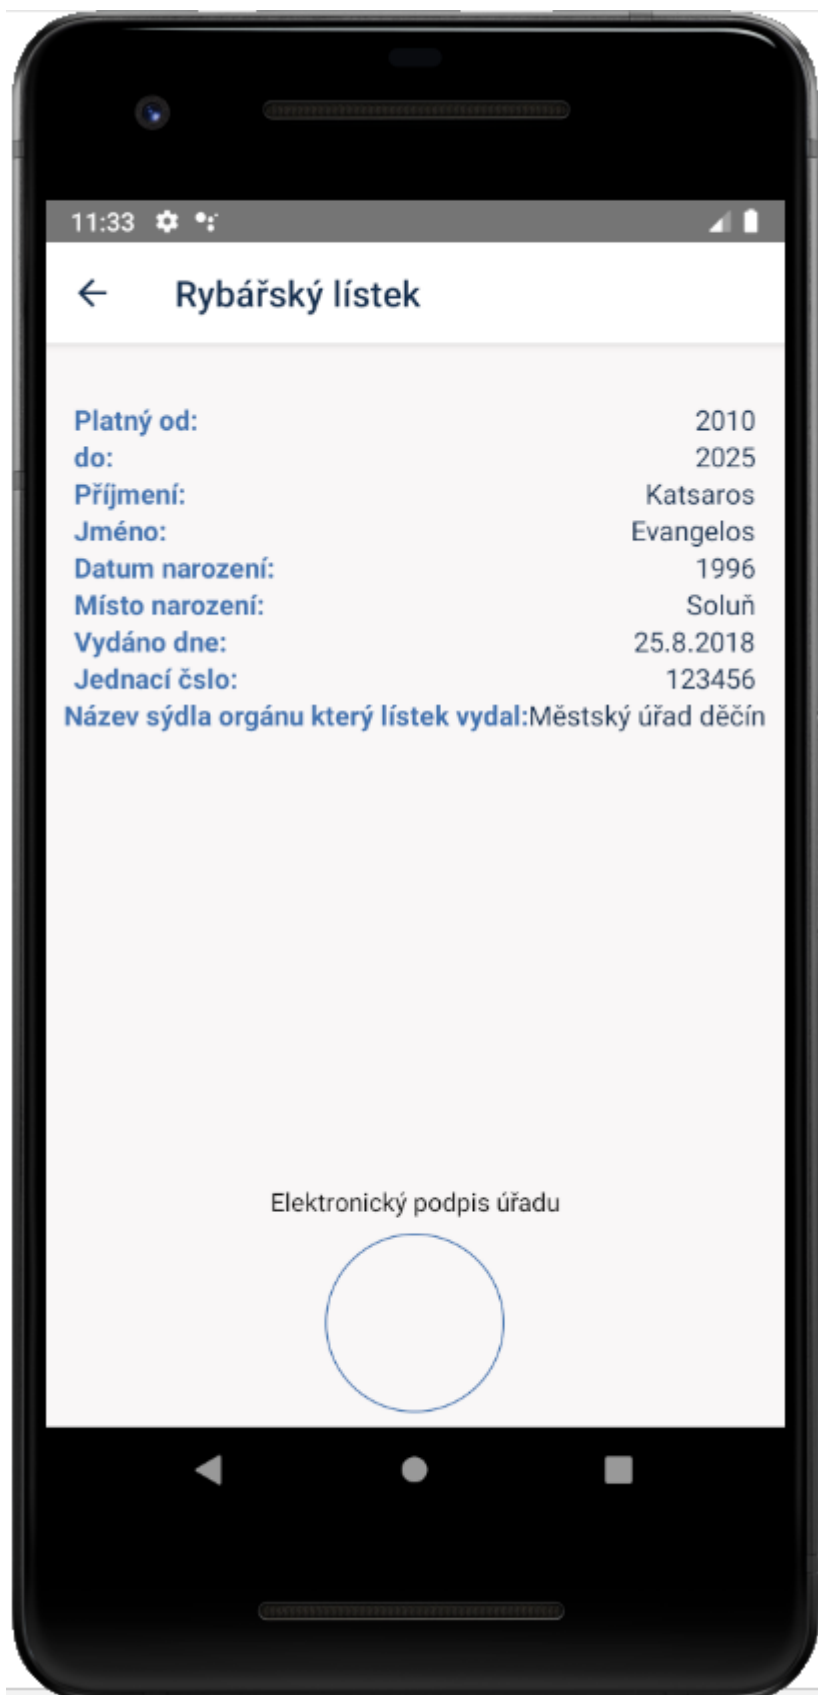 11:33
Rybářský lístek
Platný od: 2010
do: 2025
Příjmení: Katsaros
Jméno: Evangelos
Datum narození: 1996
Místo narození: Soluň
Vydáno dne: 25.8.2018
Jednací čslo: 123456
Název sýdla orgánu který lístek vydal:Městský úřad děčín
Elektronický podpis úřadu